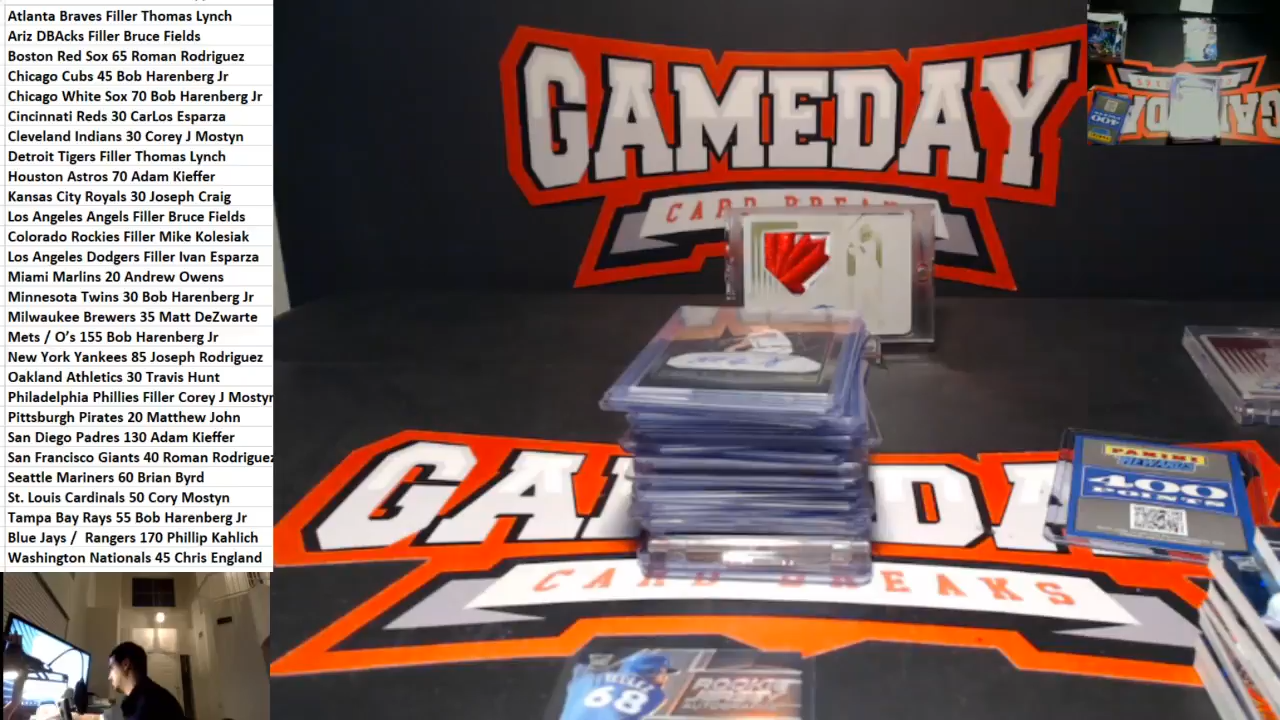 Atlanta Braves Filler Thomas Lynch
Ariz DBAcks Filler Bruce Fields
Boston Red Sox 65 Roman Rodriguez
Chicago Cubs 45 Bob Harenberg Jr
Chicago White Sox 70 Bob Harenberg Jr
Cincinnati Reds 30 CarLos Esparza
Cleveland Indians 30 Corey J Mostyn
Detroit Tigers Filler Thomas Lynch
Houston Astros 70 Adam Kieffer
Kansas City Royals 30 Joseph Craig
Los Angeles Angels Filler Bruce Fields
Colorado Rockies Filler Mike Kolesiak
Los Angeles Dodgers Filler Ivan Esparza
Miami Marlins 20 Andrew Owens
Minnesota Twins 30 Bob Harenberg Jr
Milwaukee Brewers 35 Matt DeZwarte
Mets / O’s 155 Bob Harenberg Jr
New York Yankees 85 Joseph Rodriguez
Oakland Athletics 30 Travis Hunt
Philadelphia Phillies Filler Corey J Mostyn
Pittsburgh Pirates 20 Matthew John
San Diego Padres 130 Adam Kieffer
San Francisco Giants 40 Roman Rodriguez
Seattle Mariners 60 Brian Byrd
St. Louis Cardinals 50 Cory Mostyn
Tampa Bay Rays 55 Bob Harenberg Jr
Blue Jays /  Rangers 170 Phillip Kahlich
Washington Nationals 45 Chris England
GAMEDAY
CARD BREAK
GA DA
CARD BREAKS
PANINI
REWARDS
400
POINTS
68
ROOKIE
AUTOGRAPHS
400
GAM